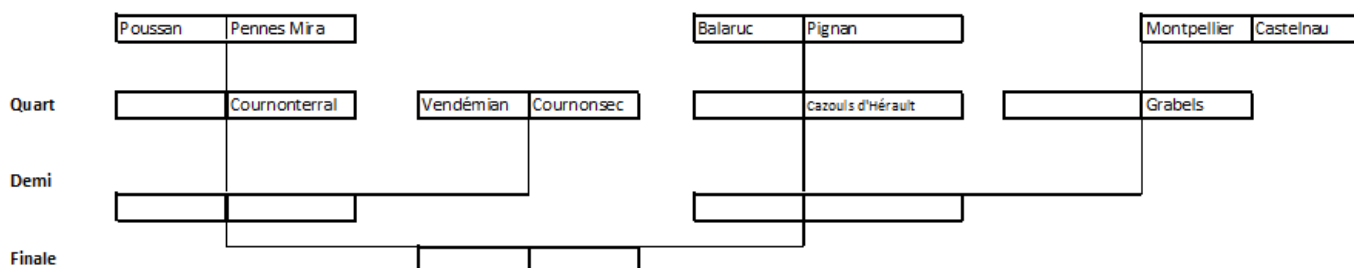 Poussan Pennes Mira Balaruc Pignan Montpellier Castelnau
Quart Cournonterral Vendémian Cournonsec Cazouls d'Hérault Grabels
Demi
Finale